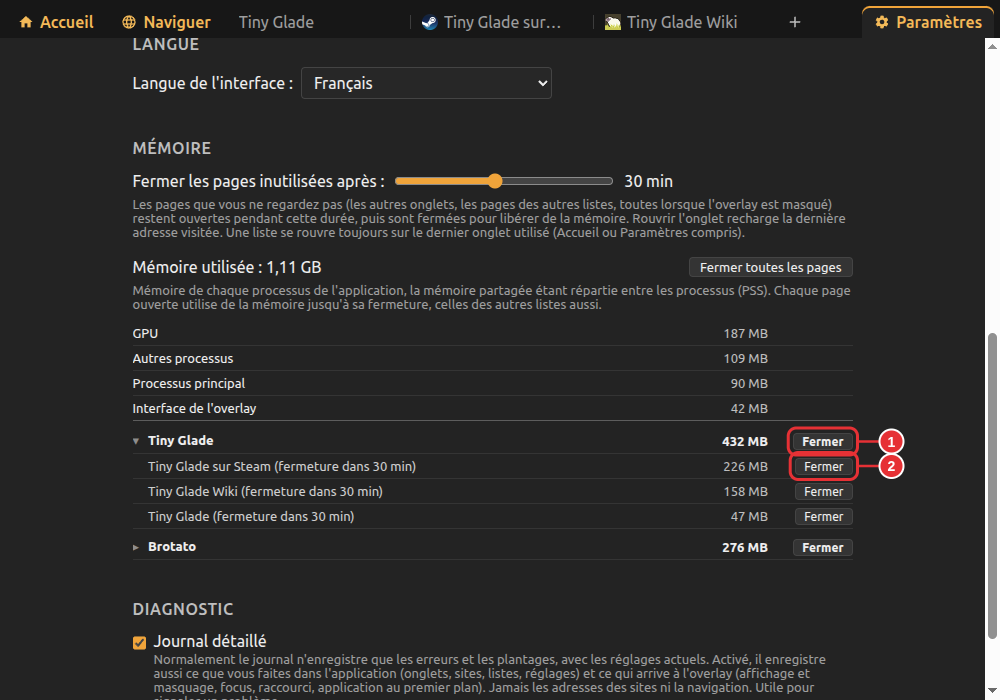 Accueil Naviguer Tiny Glade Tiny Glade sur… Tiny Glade Wiki + Paramètres
LANGUE
Langue de l'interface : Français
MÉMOIRE
Fermer les pages inutilisées après : 30 min
Les pages que vous ne regardez pas (les autres onglets, les pages des autres listes, toutes lorsque l'overlay est masqué)
restent ouvertes pendant cette durée, puis sont fermées pour libérer de la mémoire. Rouvrir l'onglet recharge la dernière
adresse visitée. Une liste se rouvre toujours sur le dernier onglet utilisé (Accueil ou Paramètres compris).
Mémoire utilisée : 1,11 GB Fermer toutes les pages
Mémoire de chaque processus de l'application, la mémoire partagée étant répartie entre les processus (PSS). Chaque page
ouverte utilise de la mémoire jusqu'à sa fermeture, celles des autres listes aussi.
GPU 187 MB
Autres processus 109 MB
Processus principal 90 MB
Interface de l'overlay 42 MB
Tiny Glade 432 MB Fermer 1
Tiny Glade sur Steam (fermeture dans 30 min) 226 MB Fermer 2
Tiny Glade Wiki (fermeture dans 30 min) 158 MB Fermer
Tiny Glade (fermeture dans 30 min) 47 MB Fermer
Brotato 276 MB Fermer
DIAGNOSTIC
Journal détaillé
Normalement le journal n'enregistre que les erreurs et les plantages, avec les réglages actuels. Activé, il enregistre
aussi ce que vous faites dans l'application (onglets, sites, listes, réglages) et ce qui arrive à l'overlay (affichage et
masquage, focus, raccourci, application au premier plan). Jamais les adresses des sites ni la navigation. Utile pour